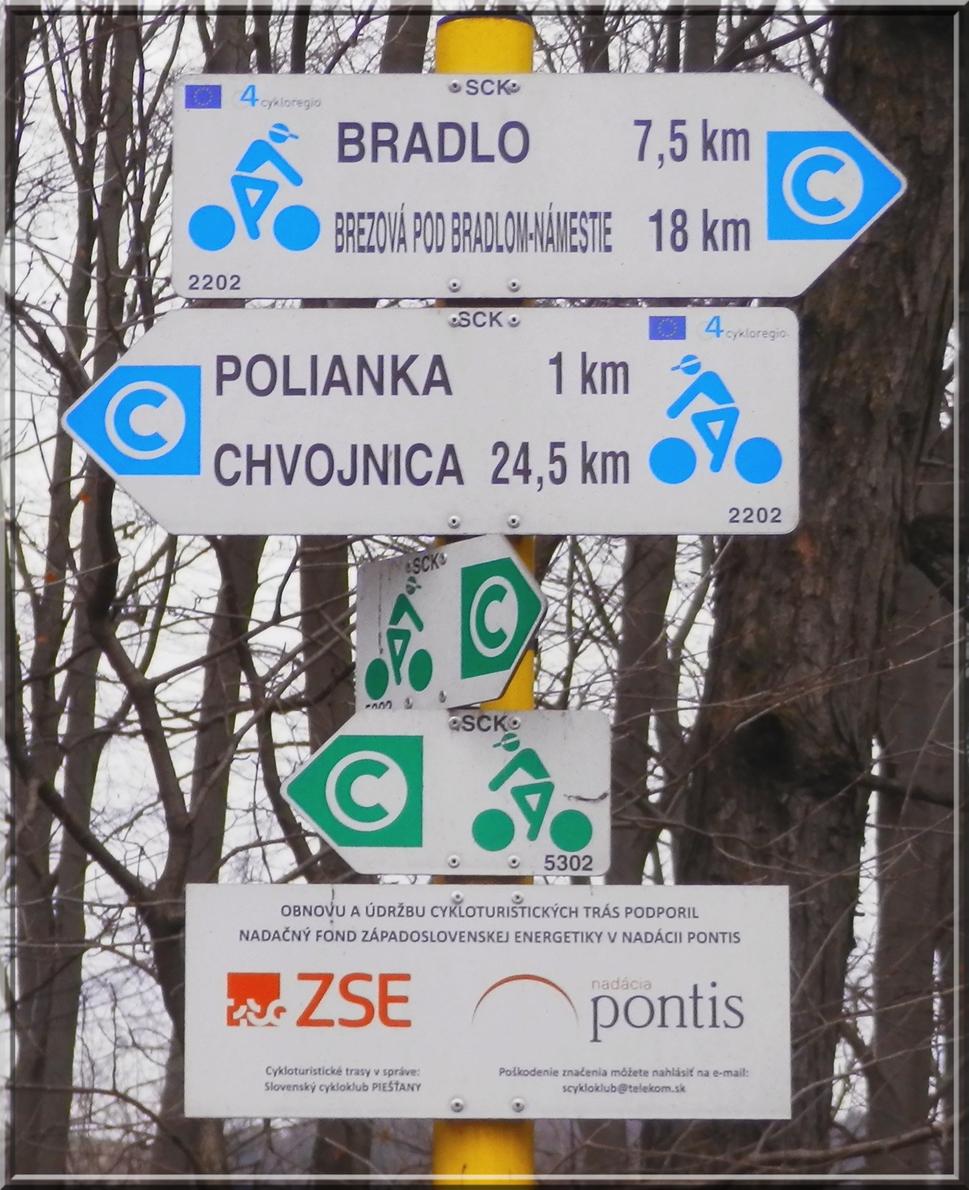 SCK
4 cykloregio
BRADLO 7,5 km
C
BREZOVÁ POD BRADLOM-NÁMESTIE 18 km
2202
SCK
4 cykloregio
POLIANKA 1 km
C
CHVOJNICA 24,5 km
2202
SCK
C
SCK
C
5302
OBNOVU A ÚDRŽBU CYKLOTURISTICKÝCH TRÁS PODPORIL
NADAČNÝ FOND ZÁPADOSLOVENSKEJ ENERGETIKY V NADÁCII PONTIS
ZSE
nadácia
pontis
Cykloturistické trasy v správe:
Slovenský cykloklub PIEŠŤANY
Poškodenie značenia môžete nahlásiť na e-mail:
scykloklub@telekom.sk